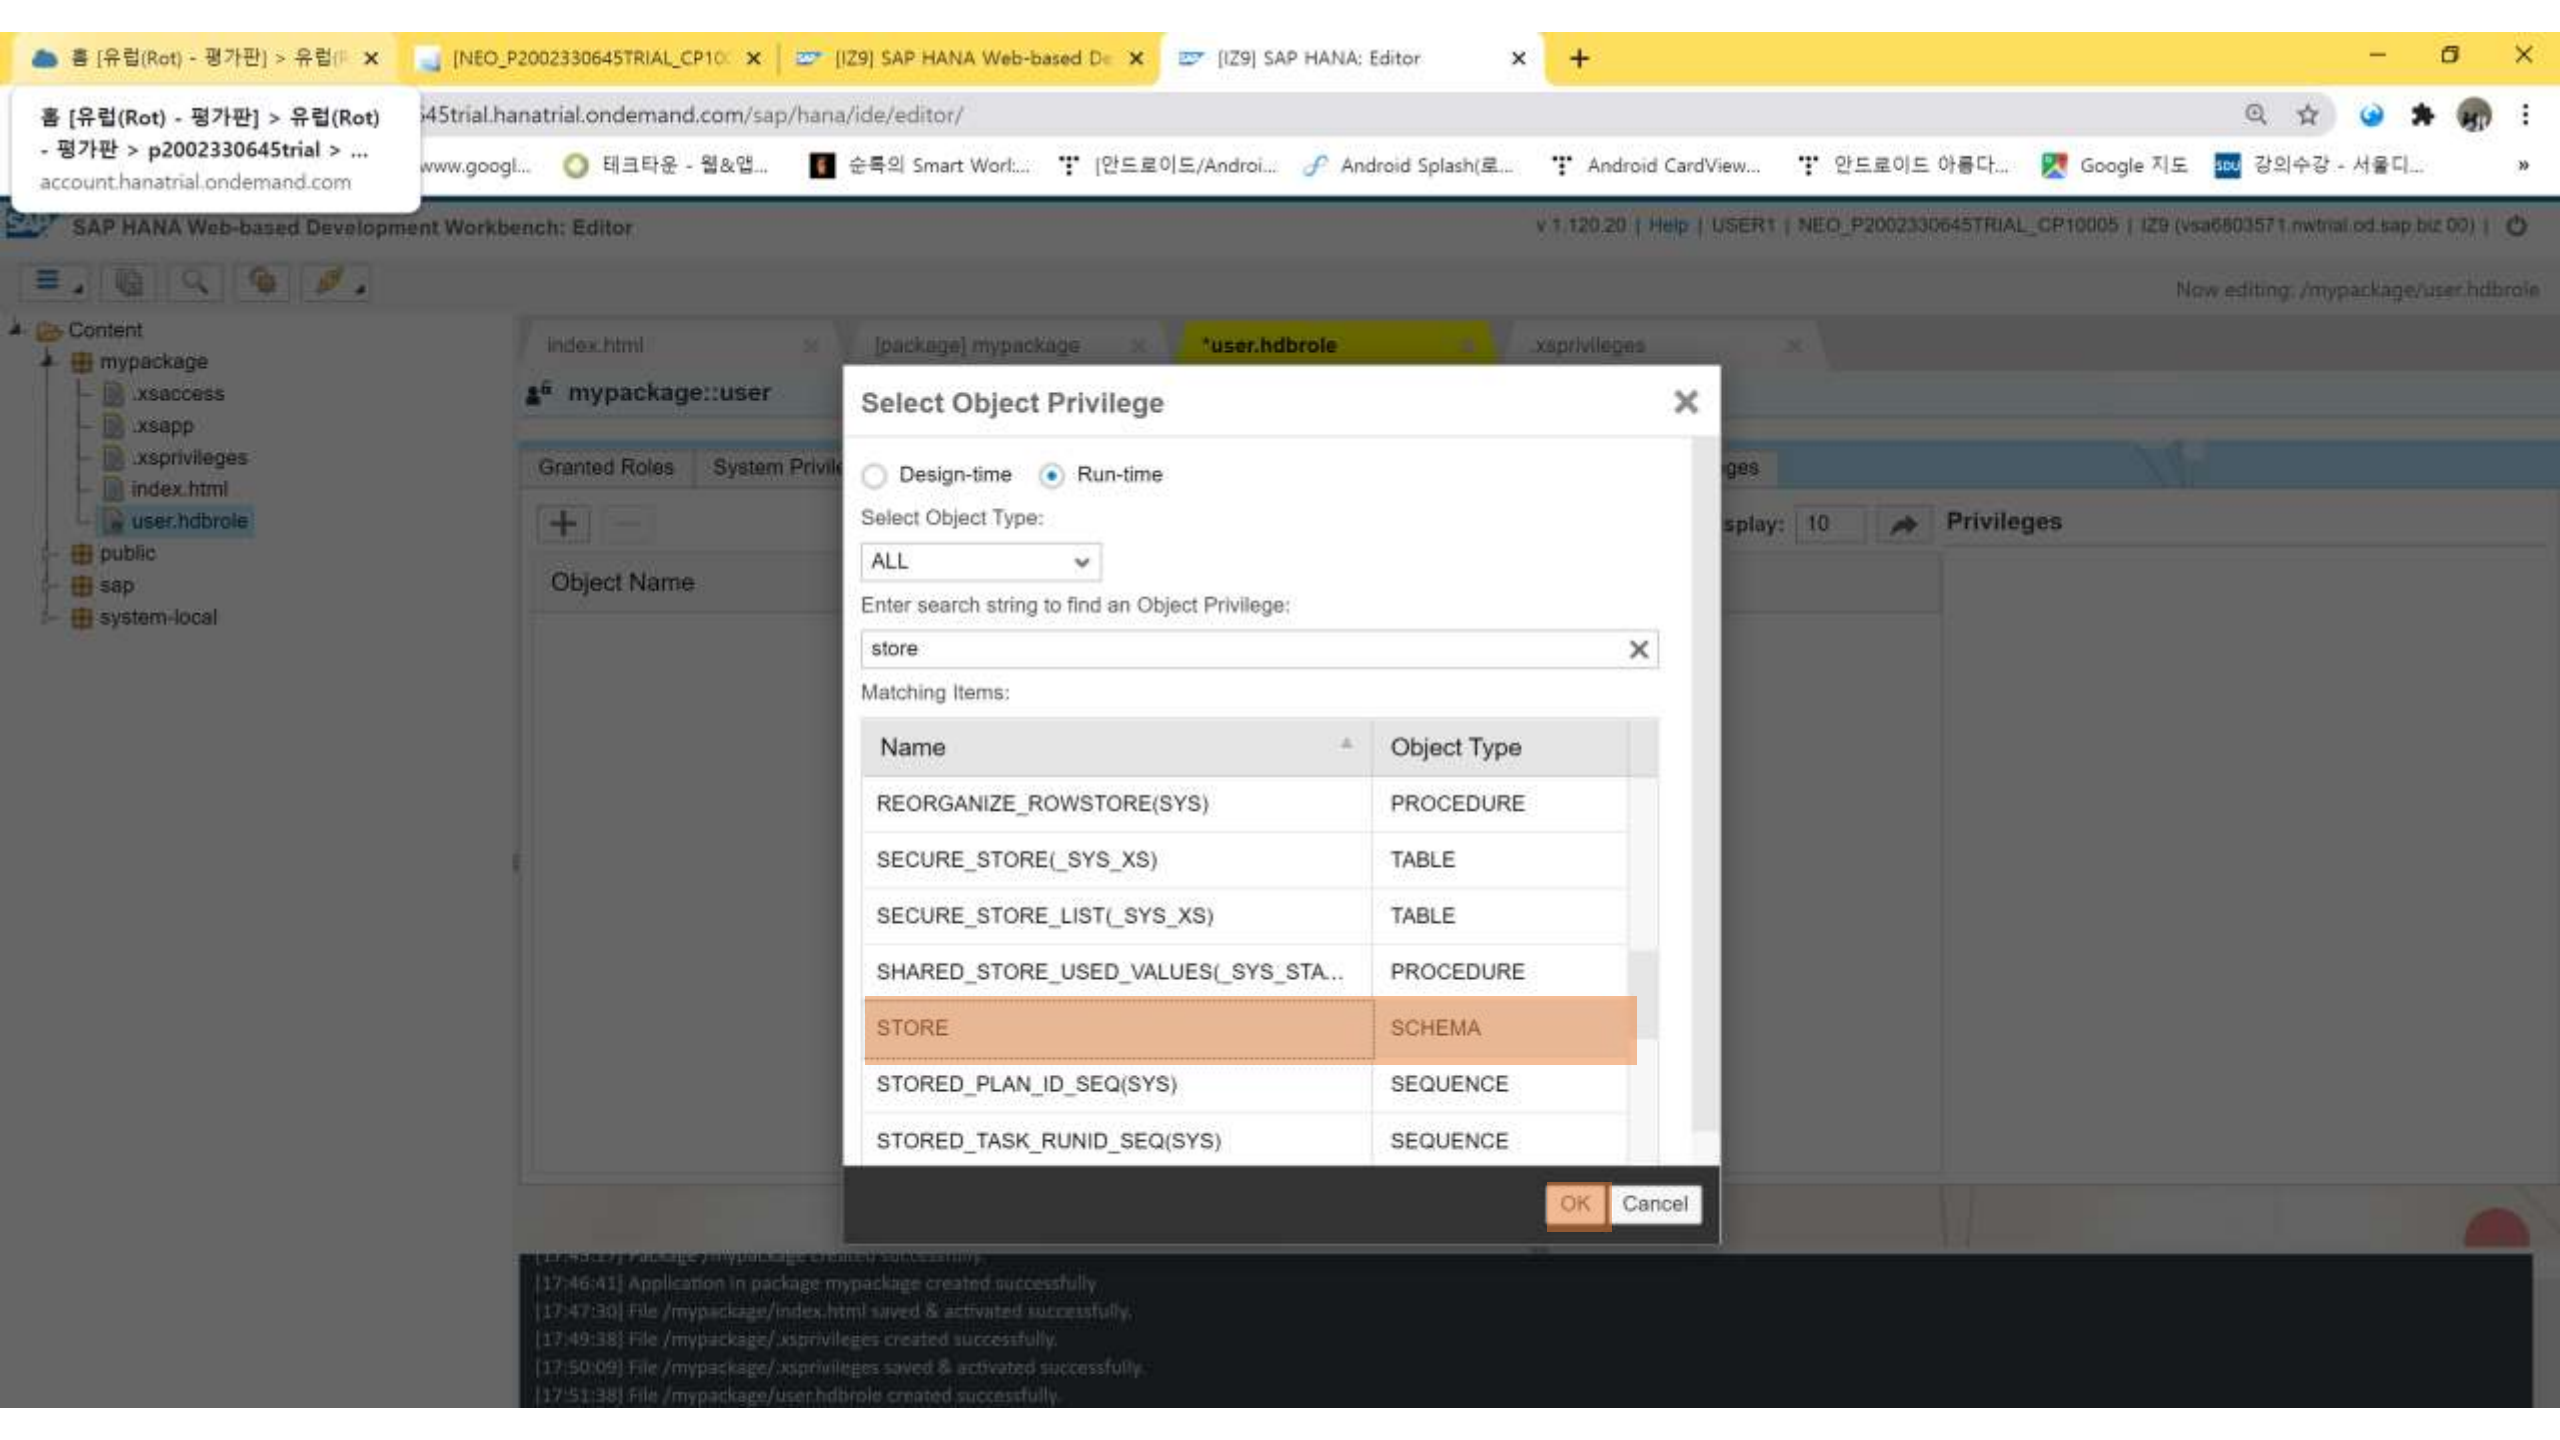 홈 [유럽(Rot) - 평가판] > 유럽(R
[NEO_P2002330645TRIAL_CP100
[IZ9] SAP HANA Web-based De
[IZ9] SAP HANA: Editor
홈 [유럽(Rot) - 평가판] > 유럽(Rot)
- 평가판 > p2002330645trial > ...
account.hanatrial.ondemand.com
45trial.hanatrial.ondemand.com/sap/hana/ide/editor/
www.googl...
테크타운 - 웹&앱...
순록의 Smart Worl:...
[안드로이드/Androi...
Android Splash(로...
Android CardView...
안드로이드 아름다...
Google 지도
SDU 강의수강 - 서울디...
»
SAP HANA Web-based Development Workbench: Editor
v 1.120.20 | Help | USER1 | NEO_P2002330645TRIAL_CP10005 | IZ9 (vsa6803571.nwtrial.od.sap.biz 00) |
Now editing: /mypackage/user.hdbrole
Content
mypackage
.xsaccess
.xsapp
.xsprivileges
index.html
user.hdbrole
public
sap
system-local
index.html
[package] mypackage
*user.hdbrole
.xsprivileges
mypackage::user
Granted Roles
System Privile
ges
splay: 10
Privileges
Object Name
Select Object Privilege
Design-time
Run-time
Select Object Type:
ALL
Enter search string to find an Object Privilege:
store
Matching Items:
Name Object Type
REORGANIZE_ROWSTORE(SYS) PROCEDURE
SECURE_STORE(_SYS_XS) TABLE
SECURE_STORE_LIST(_SYS_XS) TABLE
SHARED_STORE_USED_VALUES(_SYS_STA... PROCEDURE
STORE SCHEMA
STORED_PLAN_ID_SEQ(SYS) SEQUENCE
STORED_TASK_RUNID_SEQ(SYS) SEQUENCE
OK Cancel
[17:46:41] Application in package mypackage created successfully
[17:47:30] File /mypackage/index.html saved & activated successfully.
[17:49:38] File /mypackage/.xsprivileges created successfully.
[17:50:09] File /mypackage/.xsprivileges saved & activated successfully.
[17:51:38] File /mypackage/user.hdbrole created successfully.